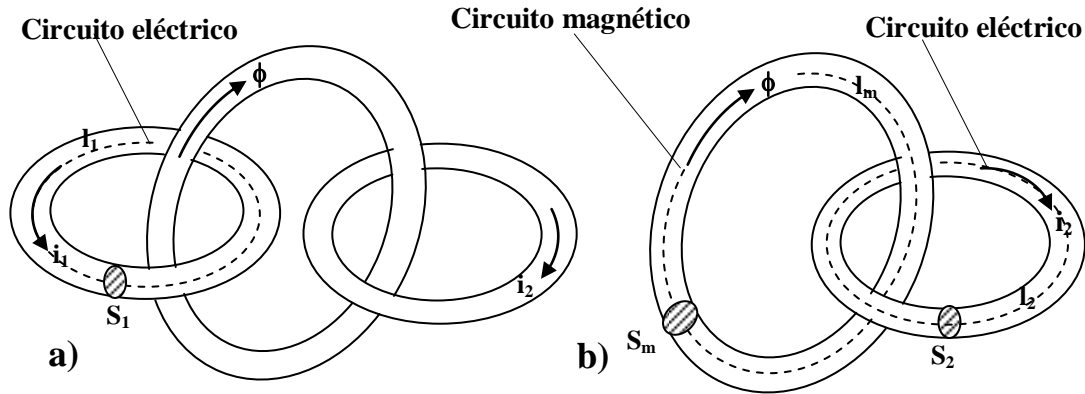 Circuito eléctrico
Circuito magnético
Circuito eléctrico
ϕ
l₁
i₁
S₁
i₂
a)
ϕ
lₘ
i₂
l₂
Sₘ
S₂
b)